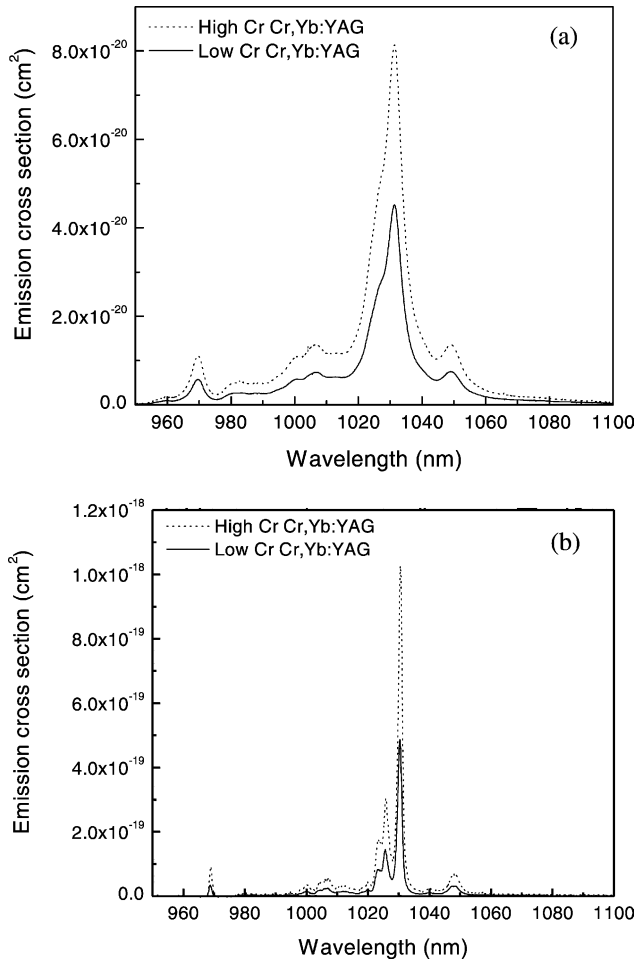 High Cr Cr,Yb:YAG
(a)
Low Cr Cr,Yb:YAG
8.0x10⁻²⁰
6.0x10⁻²⁰
4.0x10⁻²⁰
2.0x10⁻²⁰
0.0
Emission cross section (cm²)
960 980 1000 1020 1040 1060 1080 1100
Wavelength (nm)
1.2x10⁻¹⁸
High Cr Cr,Yb:YAG
(b)
Low Cr Cr,Yb:YAG
1.0x10⁻¹⁸
8.0x10⁻¹⁹
6.0x10⁻¹⁹
4.0x10⁻¹⁹
2.0x10⁻¹⁹
0.0
Emission cross section (cm²)
960 980 1000 1020 1040 1060 1080 1100
Wavelength (nm)